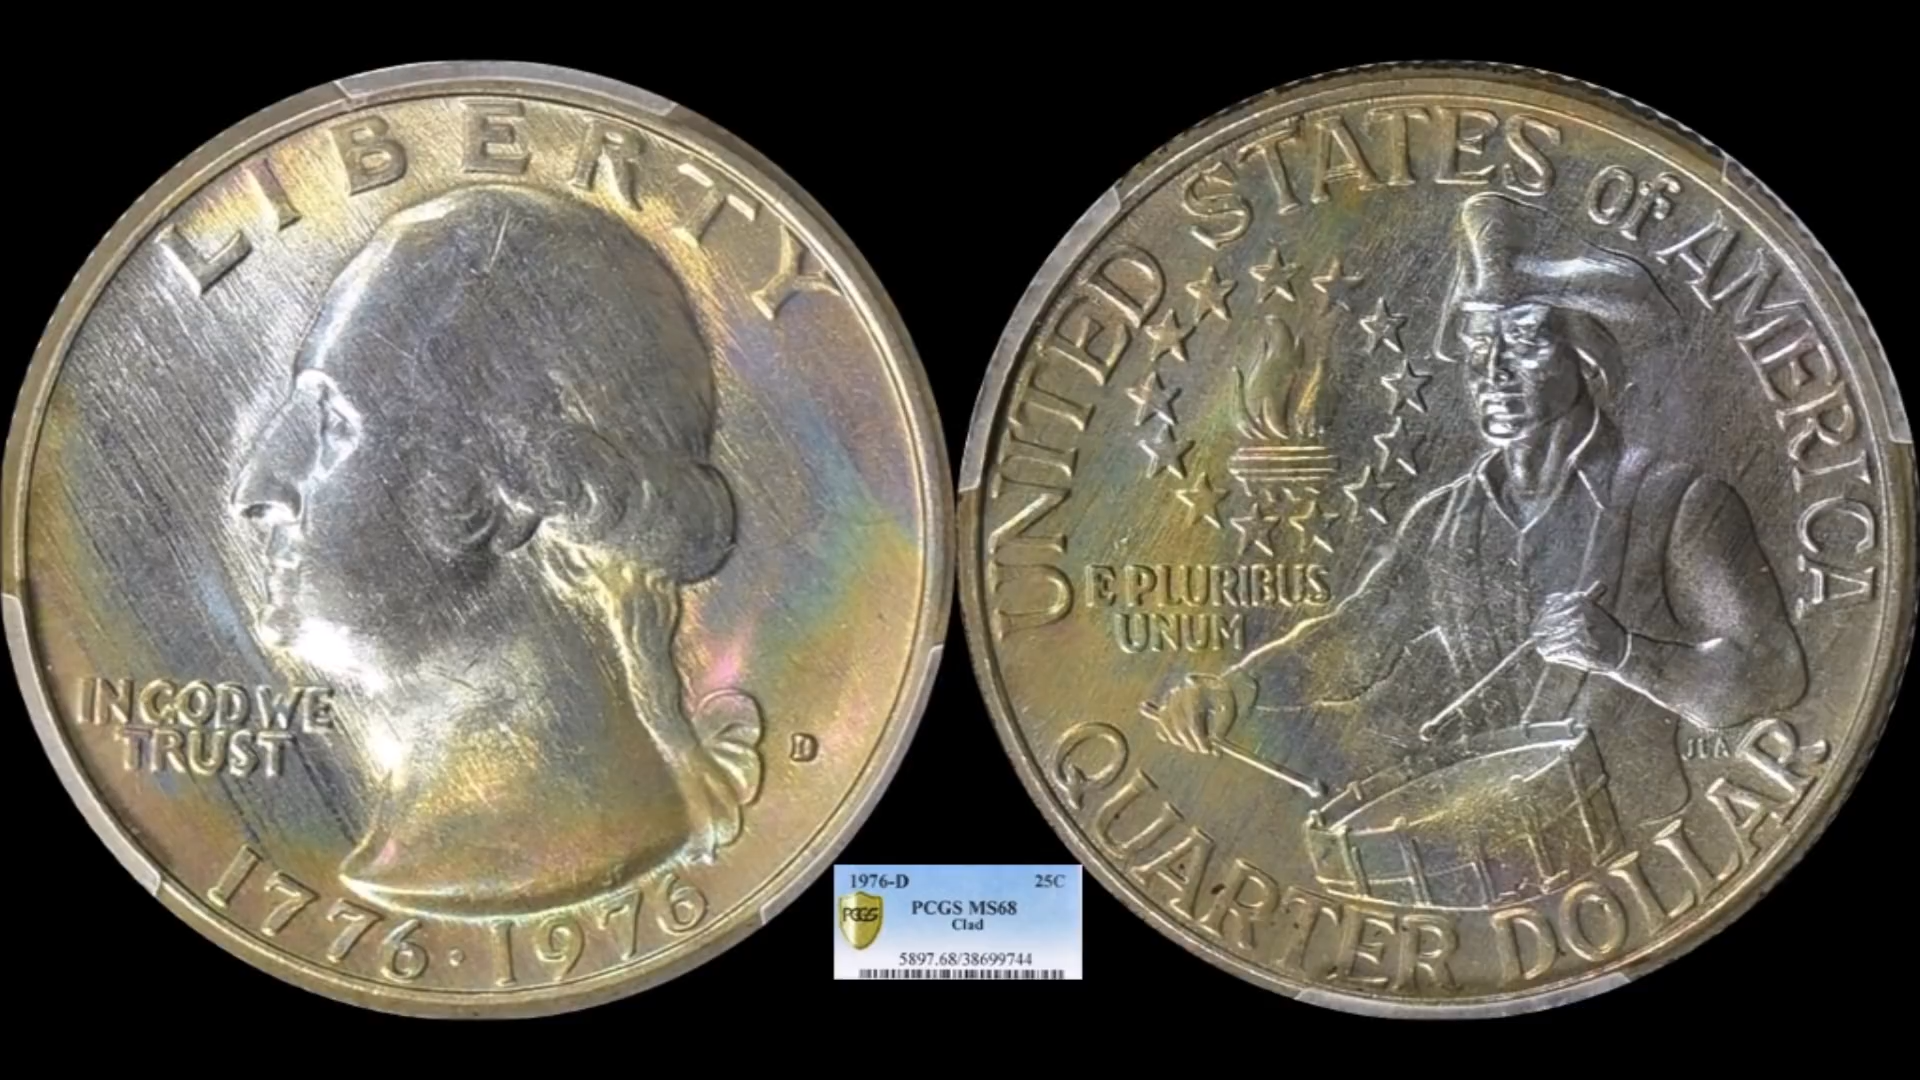 LIBERTY
IN GOD WE
TRUST
D
1776·1976
UNITED STATES of AMERICA
E PLURIBUS
UNUM
JLA
QUARTER DOLLAR
1976-D 25C
PCGS
PCGS MS68
Clad
5897.68/38699744